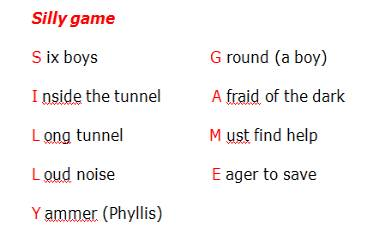 Silly game
S ix boys
I nside the tunnel
L ong tunnel
L oud noise
Y ammer (Phyllis)
G round (a boy)
A fraid of the dark
M ust find help
E ager to save